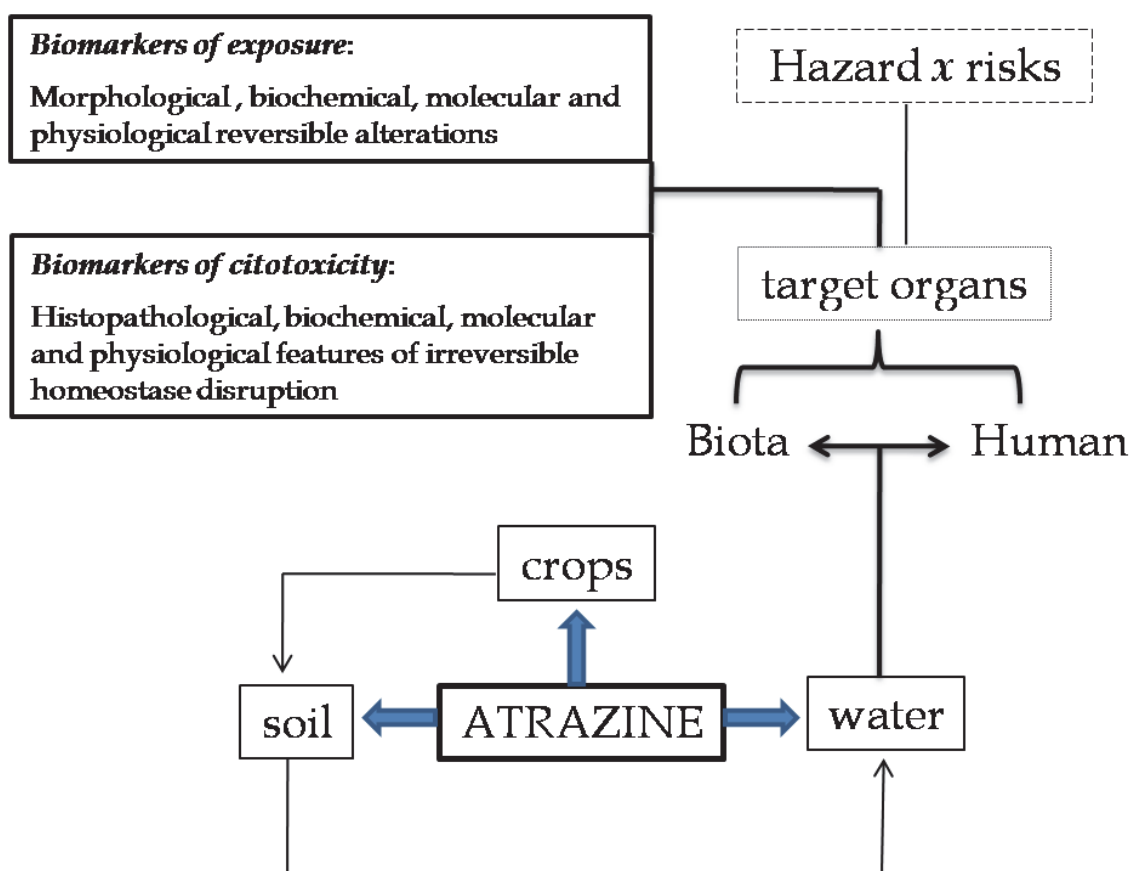 Biomarkers of exposure:
Morphological , biochemical, molecular and
physiological reversible alterations
Hazard x risks
Biomarkers of citotoxicity:
Histopathological, biochemical, molecular
and physiological features of irreversible
homeostase disruption
target organs
Biota
Human
crops
soil
ATRAZINE
water